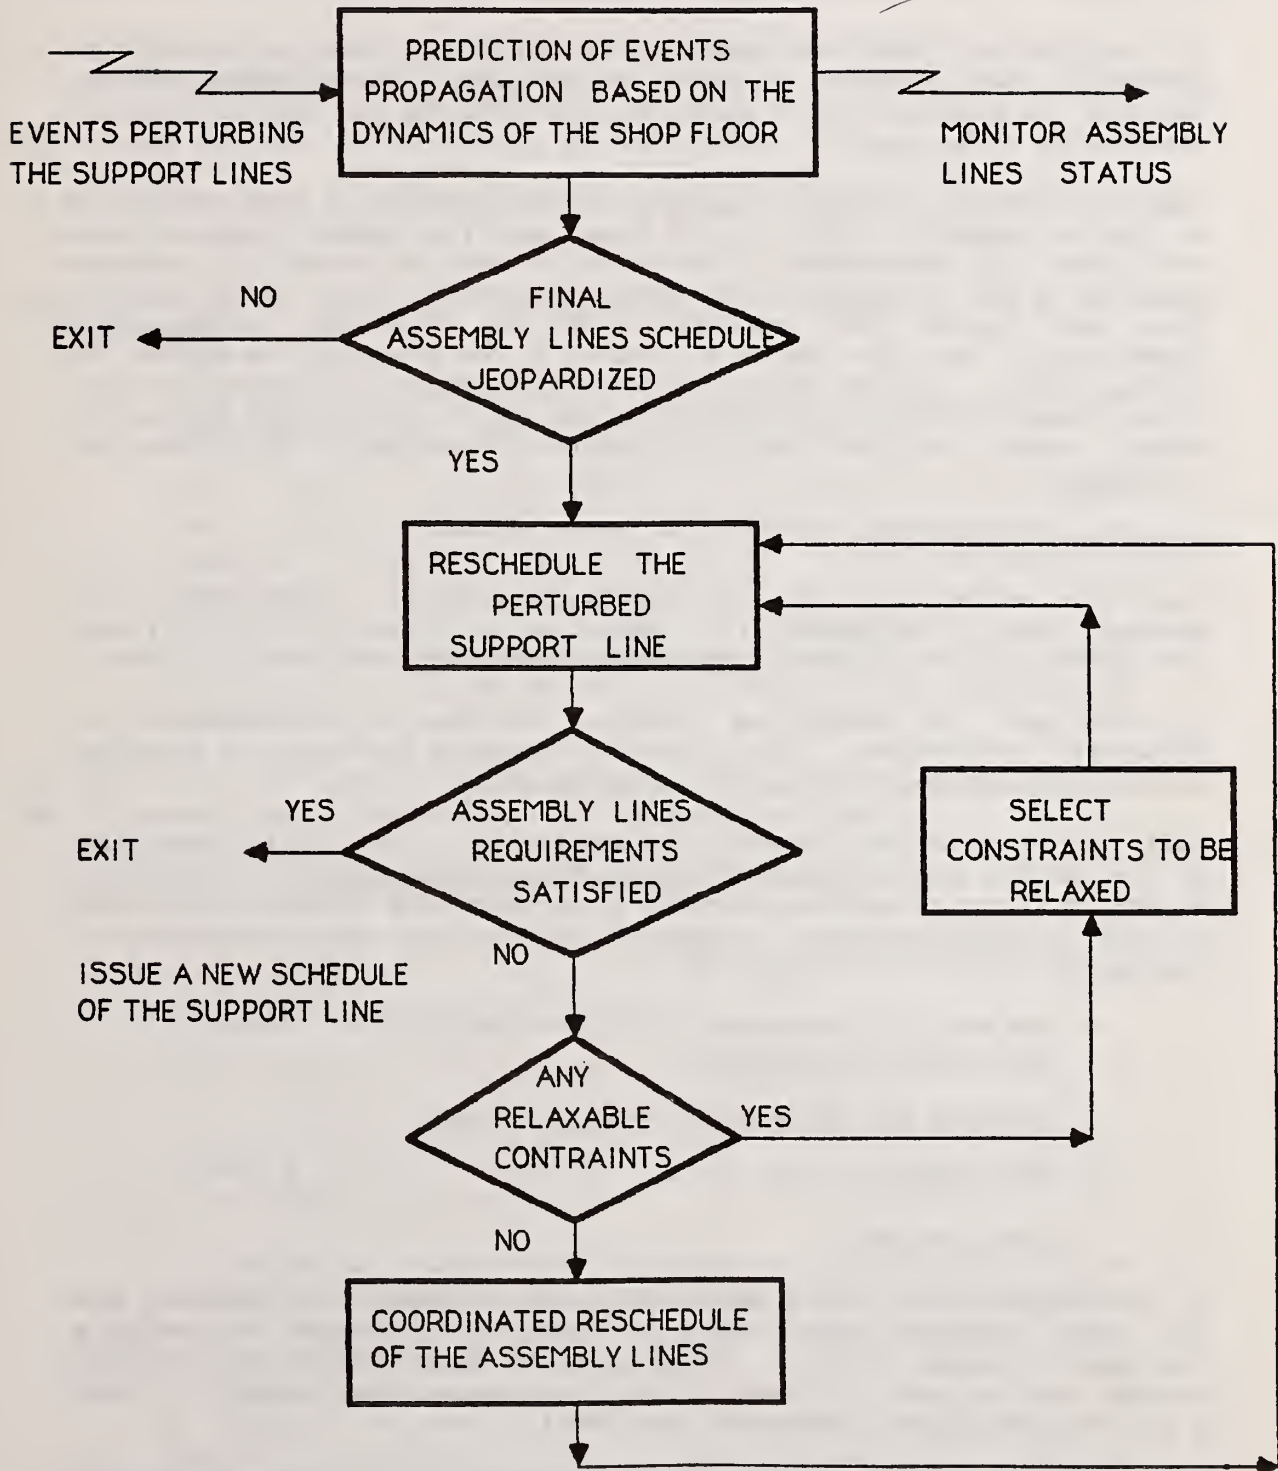 PREDICTION OF EVENTS
PROPAGATION BASED ON THE
DYNAMICS OF THE SHOP FLOOR
EVENTS PERTURBING
THE SUPPORT LINES
MONITOR ASSEMBLY
LINES STATUS
NO
EXIT
FINAL
ASSEMBLY LINES SCHEDULE
JEOPARDIZED
YES
RESCHEDULE THE
PERTURBED
SUPPORT LINE
YES
EXIT
ASSEMBLY LINES
REQUIREMENTS
SATISFIED
SELECT
CONSTRAINTS TO BE
RELAXED
NO
ISSUE A NEW SCHEDULE
OF THE SUPPORT LINE
ANY
RELAXABLE
CONTRAINTS
YES
NO
COORDINATED RESCHEDULE
OF THE ASSEMBLY LINES